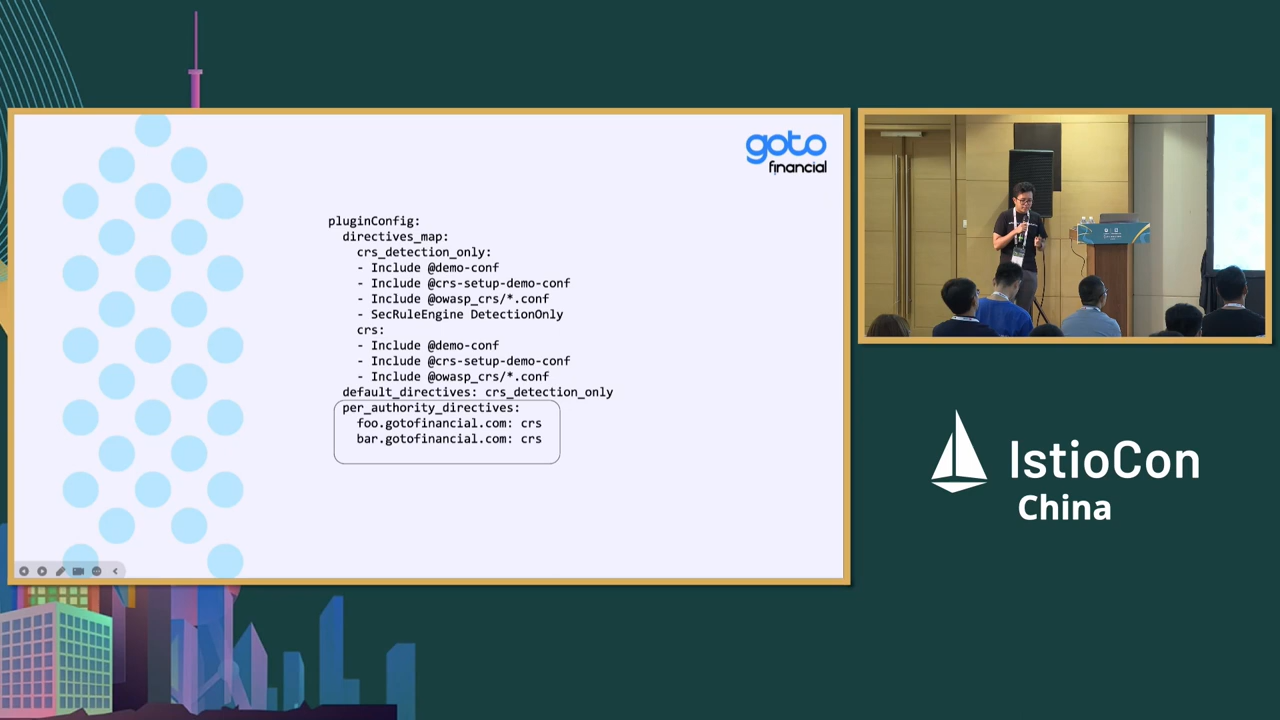 goto
financial
pluginConfig:
directives_map:
crs_detection_only:
- Include @demo-conf
- Include @crs-setup-demo-conf
- Include @owasp_crs/*.conf
- SecRuleEngine DetectionOnly
crs:
- Include @demo-conf
- Include @crs-setup-demo-conf
- Include @owasp_crs/*.conf
default_directives: crs_detection_only
per_authority_directives:
foo.gotofinancial.com: crs
bar.gotofinancial.com: crs
IstioCon
China